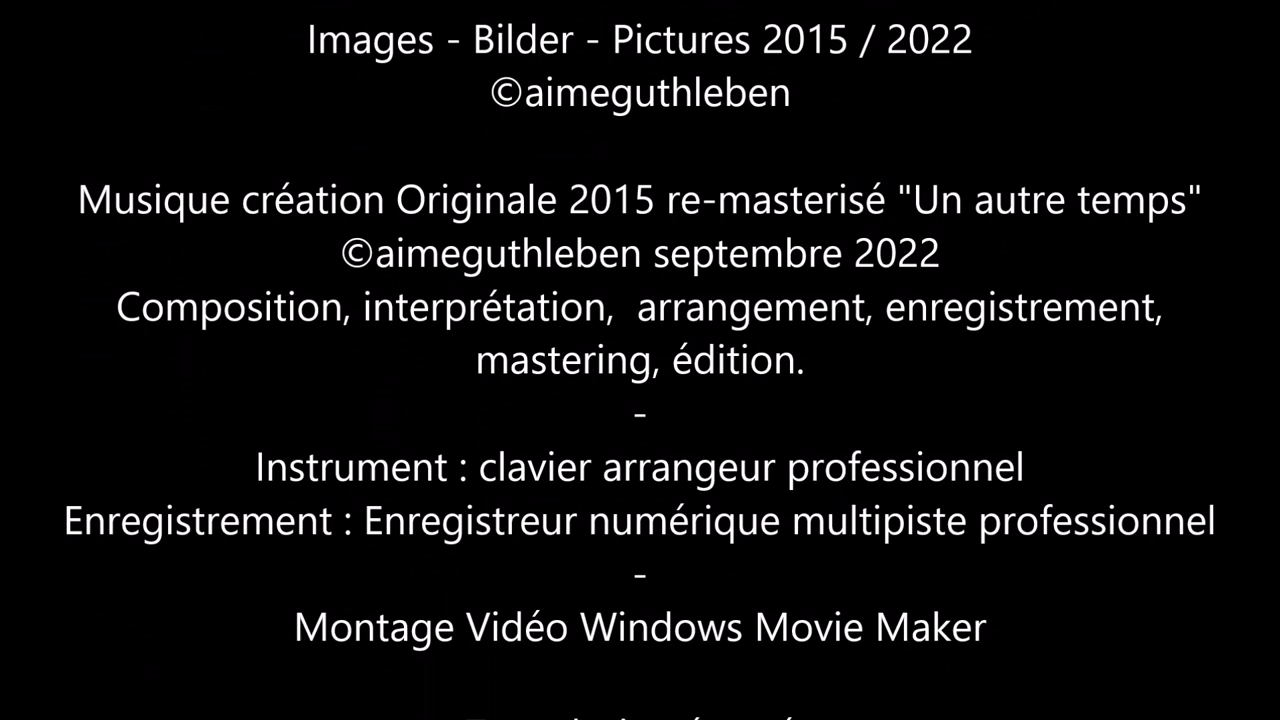 Images - Bilder - Pictures 2015 / 2022
©aimeguthleben
Musique création Originale 2015 re-masterisé "Un autre temps"
©aimeguthleben septembre 2022
Composition, interprétation,  arrangement, enregistrement,
mastering, édition.
-
Instrument : clavier arrangeur professionnel
Enregistrement : Enregistreur numérique multipiste professionnel
-
Montage Vidéo Windows Movie Maker